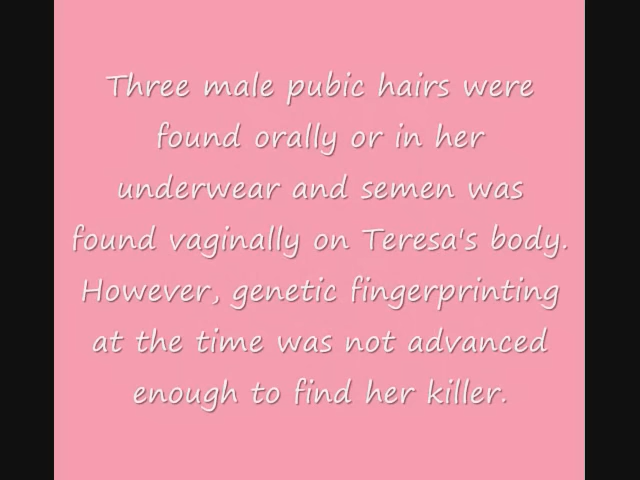 Three male pubic hairs were
found orally or in her
underwear and semen was
found vaginally on Teresa's body.
However, genetic fingerprinting
at the time was not advanced
enough to find her killer.